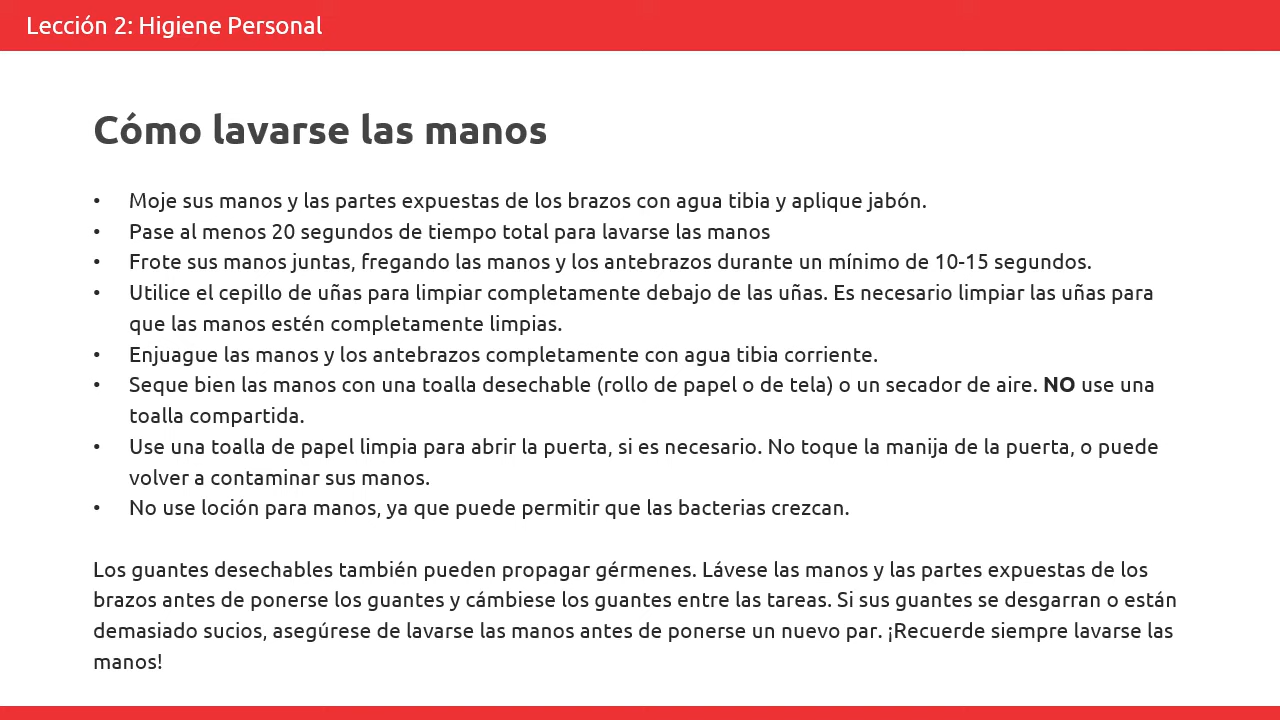 Lección 2: Higiene Personal
Cómo lavarse las manos
• Moje sus manos y las partes expuestas de los brazos con agua tibia y aplique jabón.
• Pase al menos 20 segundos de tiempo total para lavarse las manos
• Frote sus manos juntas, fregando las manos y los antebrazos durante un mínimo de 10-15 segundos.
• Utilice el cepillo de uñas para limpiar completamente debajo de las uñas. Es necesario limpiar las uñas para
que las manos estén completamente limpias.
• Enjuague las manos y los antebrazos completamente con agua tibia corriente.
• Seque bien las manos con una toalla desechable (rollo de papel o de tela) o un secador de aire. NO use una
toalla compartida.
• Use una toalla de papel limpia para abrir la puerta, si es necesario. No toque la manija de la puerta, o puede
volver a contaminar sus manos.
• No use loción para manos, ya que puede permitir que las bacterias crezcan.
Los guantes desechables también pueden propagar gérmenes. Lávese las manos y las partes expuestas de los
brazos antes de ponerse los guantes y cámbiese los guantes entre las tareas. Si sus guantes se desgarran o están
demasiado sucios, asegúrese de lavarse las manos antes de ponerse un nuevo par. ¡Recuerde siempre lavarse las
manos!